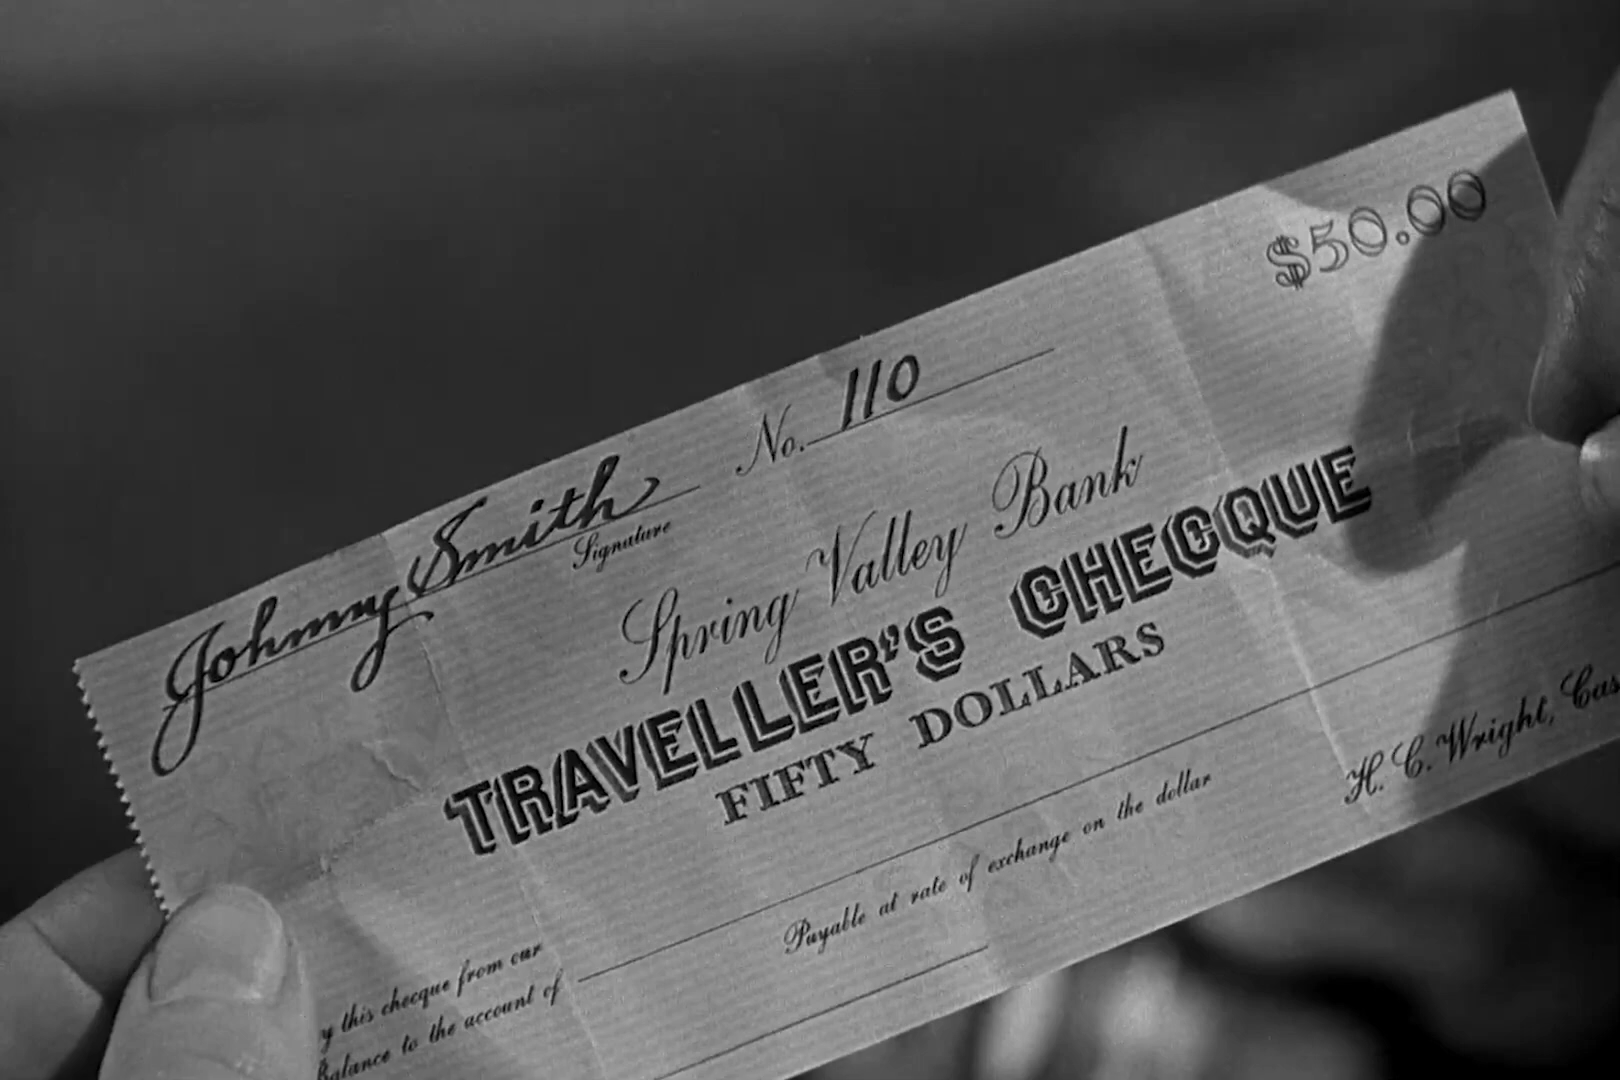 $50.00
No. 110
Johnny Smith
Signature
Spring Valley Bank
TRAVELLER'S CHECQUE
FIFTY DOLLARS
H. C. Wright,
Payable at rate of exchange on the dollar
this checque from our
Balance to the account of